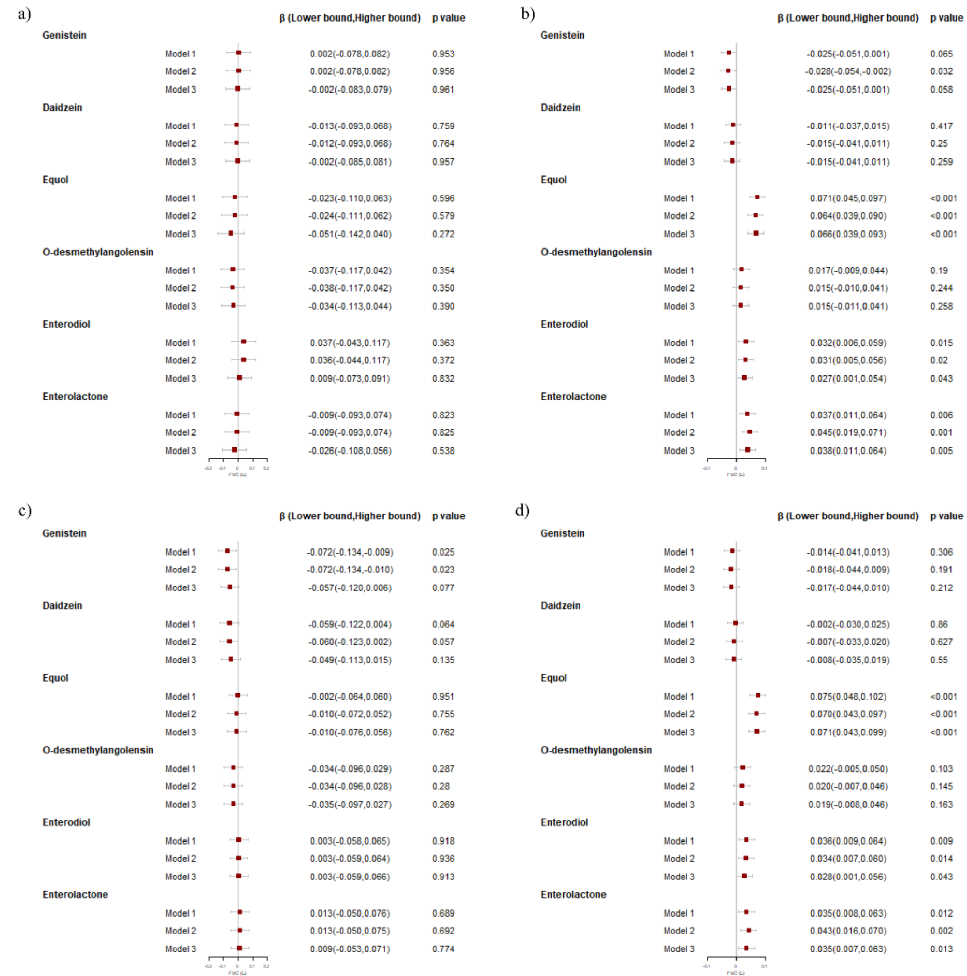 a)
β (Lower bound,Higher bound) p value
Genistein
Model 1 0.002(-0.078,0.082) 0.953
Model 2 0.002(-0.078,0.082) 0.956
Model 3 -0.002(-0.083,0.079) 0.961
Daidzein
Model 1 -0.013(-0.093,0.068) 0.759
Model 2 -0.012(-0.093,0.068) 0.764
Model 3 -0.002(-0.085,0.081) 0.957
Equol
Model 1 -0.023(-0.110,0.063) 0.596
Model 2 -0.024(-0.111,0.062) 0.579
Model 3 -0.051(-0.142,0.040) 0.272
O-desmethylangolensin
Model 1 -0.037(-0.117,0.042) 0.354
Model 2 -0.038(-0.117,0.042) 0.350
Model 3 -0.034(-0.113,0.044) 0.390
Enterodiol
Model 1 0.037(-0.043,0.117) 0.363
Model 2 0.036(-0.044,0.117) 0.372
Model 3 0.009(-0.073,0.091) 0.832
Enterolactone
Model 1 -0.009(-0.093,0.074) 0.823
Model 2 -0.009(-0.093,0.074) 0.825
Model 3 -0.026(-0.108,0.056) 0.538
-0.2 -0.1 0 0.1 0.2
FVC (L)
b)
β (Lower bound,Higher bound) p value
Genistein
Model 1 -0.025(-0.051,0.001) 0.065
Model 2 -0.028(-0.054,-0.002) 0.032
Model 3 -0.025(-0.051,0.001) 0.058
Daidzein
Model 1 -0.011(-0.037,0.015) 0.417
Model 2 -0.015(-0.041,0.011) 0.25
Model 3 -0.015(-0.041,0.011) 0.259
Equol
Model 1 0.071(0.045,0.097) <0.001
Model 2 0.064(0.039,0.090) <0.001
Model 3 0.066(0.039,0.093) <0.001
O-desmethylangolensin
Model 1 0.017(-0.009,0.044) 0.19
Model 2 0.015(-0.010,0.041) 0.244
Model 3 0.015(-0.011,0.041) 0.258
Enterodiol
Model 1 0.032(0.006,0.059) 0.015
Model 2 0.031(0.005,0.056) 0.02
Model 3 0.027(0.001,0.054) 0.043
Enterolactone
Model 1 0.037(0.011,0.064) 0.006
Model 2 0.045(0.019,0.071) 0.001
Model 3 0.038(0.011,0.064) 0.005
-0.1 0 0.1
FVC (L)
c)
β (Lower bound,Higher bound) p value
Genistein
Model 1 -0.072(-0.134,-0.009) 0.025
Model 2 -0.072(-0.134,-0.010) 0.023
Model 3 -0.057(-0.120,0.006) 0.077
Daidzein
Model 1 -0.059(-0.122,0.004) 0.064
Model 2 -0.060(-0.123,0.002) 0.057
Model 3 -0.049(-0.113,0.015) 0.135
Equol
Model 1 -0.002(-0.064,0.060) 0.951
Model 2 -0.010(-0.072,0.052) 0.755
Model 3 -0.010(-0.076,0.056) 0.762
O-desmethylangolensin
Model 1 -0.034(-0.096,0.029) 0.287
Model 2 -0.034(-0.096,0.028) 0.28
Model 3 -0.035(-0.097,0.027) 0.269
Enterodiol
Model 1 0.003(-0.058,0.065) 0.918
Model 2 0.003(-0.059,0.064) 0.936
Model 3 0.003(-0.059,0.066) 0.913
Enterolactone
Model 1 0.013(-0.050,0.076) 0.689
Model 2 0.013(-0.050,0.075) 0.692
Model 3 0.009(-0.053,0.071) 0.774
-0.2 -0.1 0 0.1 0.2
FVC (L)
d)
β (Lower bound,Higher bound) p value
Genistein
Model 1 -0.014(-0.041,0.013) 0.306
Model 2 -0.018(-0.044,0.009) 0.191
Model 3 -0.017(-0.044,0.010) 0.212
Daidzein
Model 1 -0.002(-0.030,0.025) 0.86
Model 2 -0.007(-0.033,0.020) 0.627
Model 3 -0.008(-0.035,0.019) 0.55
Equol
Model 1 0.075(0.048,0.102) <0.001
Model 2 0.070(0.043,0.097) <0.001
Model 3 0.071(0.043,0.099) <0.001
O-desmethylangolensin
Model 1 0.022(-0.005,0.050) 0.103
Model 2 0.020(-0.007,0.046) 0.145
Model 3 0.019(-0.008,0.046) 0.163
Enterodiol
Model 1 0.036(0.009,0.064) 0.009
Model 2 0.034(0.007,0.060) 0.014
Model 3 0.028(0.001,0.056) 0.043
Enterolactone
Model 1 0.035(0.008,0.063) 0.012
Model 2 0.043(0.016,0.070) 0.002
Model 3 0.035(0.007,0.063) 0.013
-0.1 0 0.1
FVC (L)